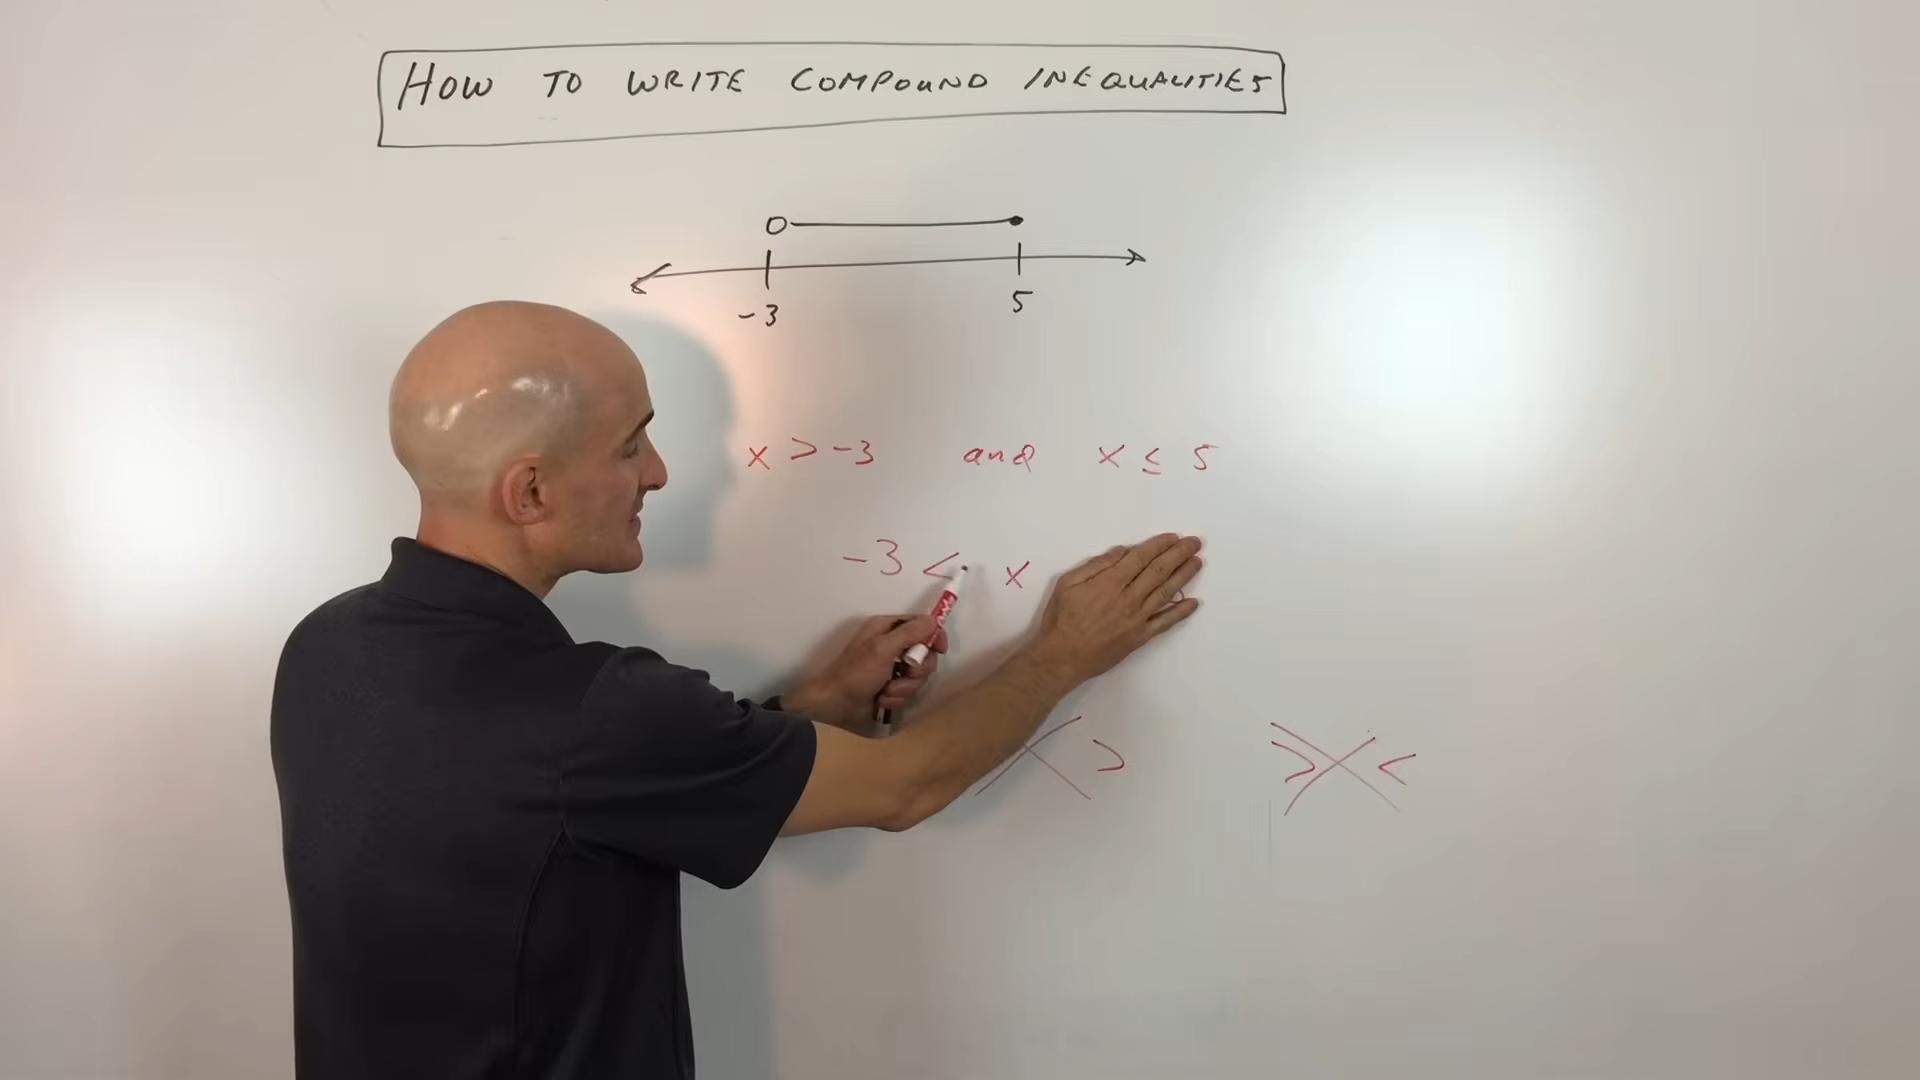 HOW TO WRITE COMPOUND INEQUALITIES
-3 5
x > -3 and x ≤ 5
-3 < x
>
> <